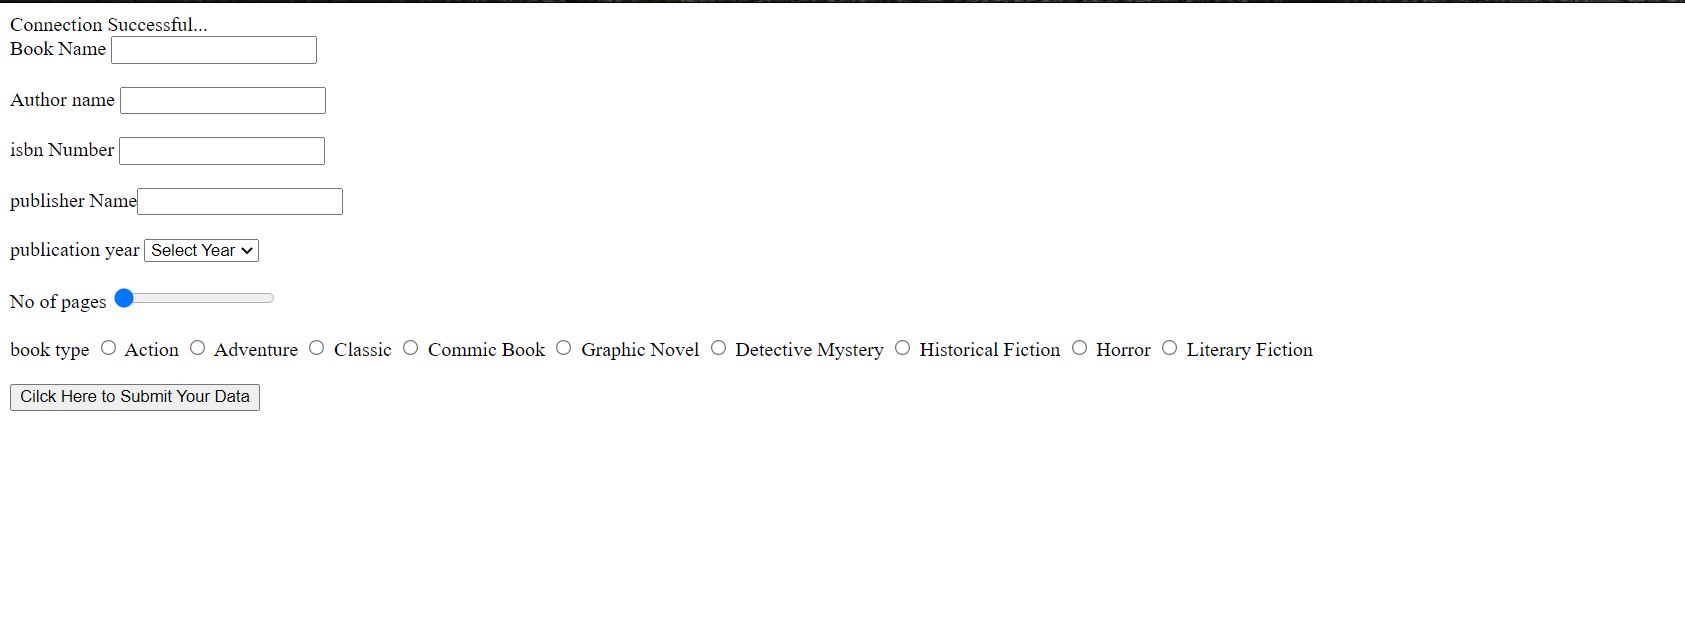 Connection Successful...
Book Name
Author name
isbn Number
publisher Name
publication year Select Year
No of pages
book type Action Adventure Classic Commic Book Graphic Novel Detective Mystery Historical Fiction Horror Literary Fiction
Cilck Here to Submit Your Data